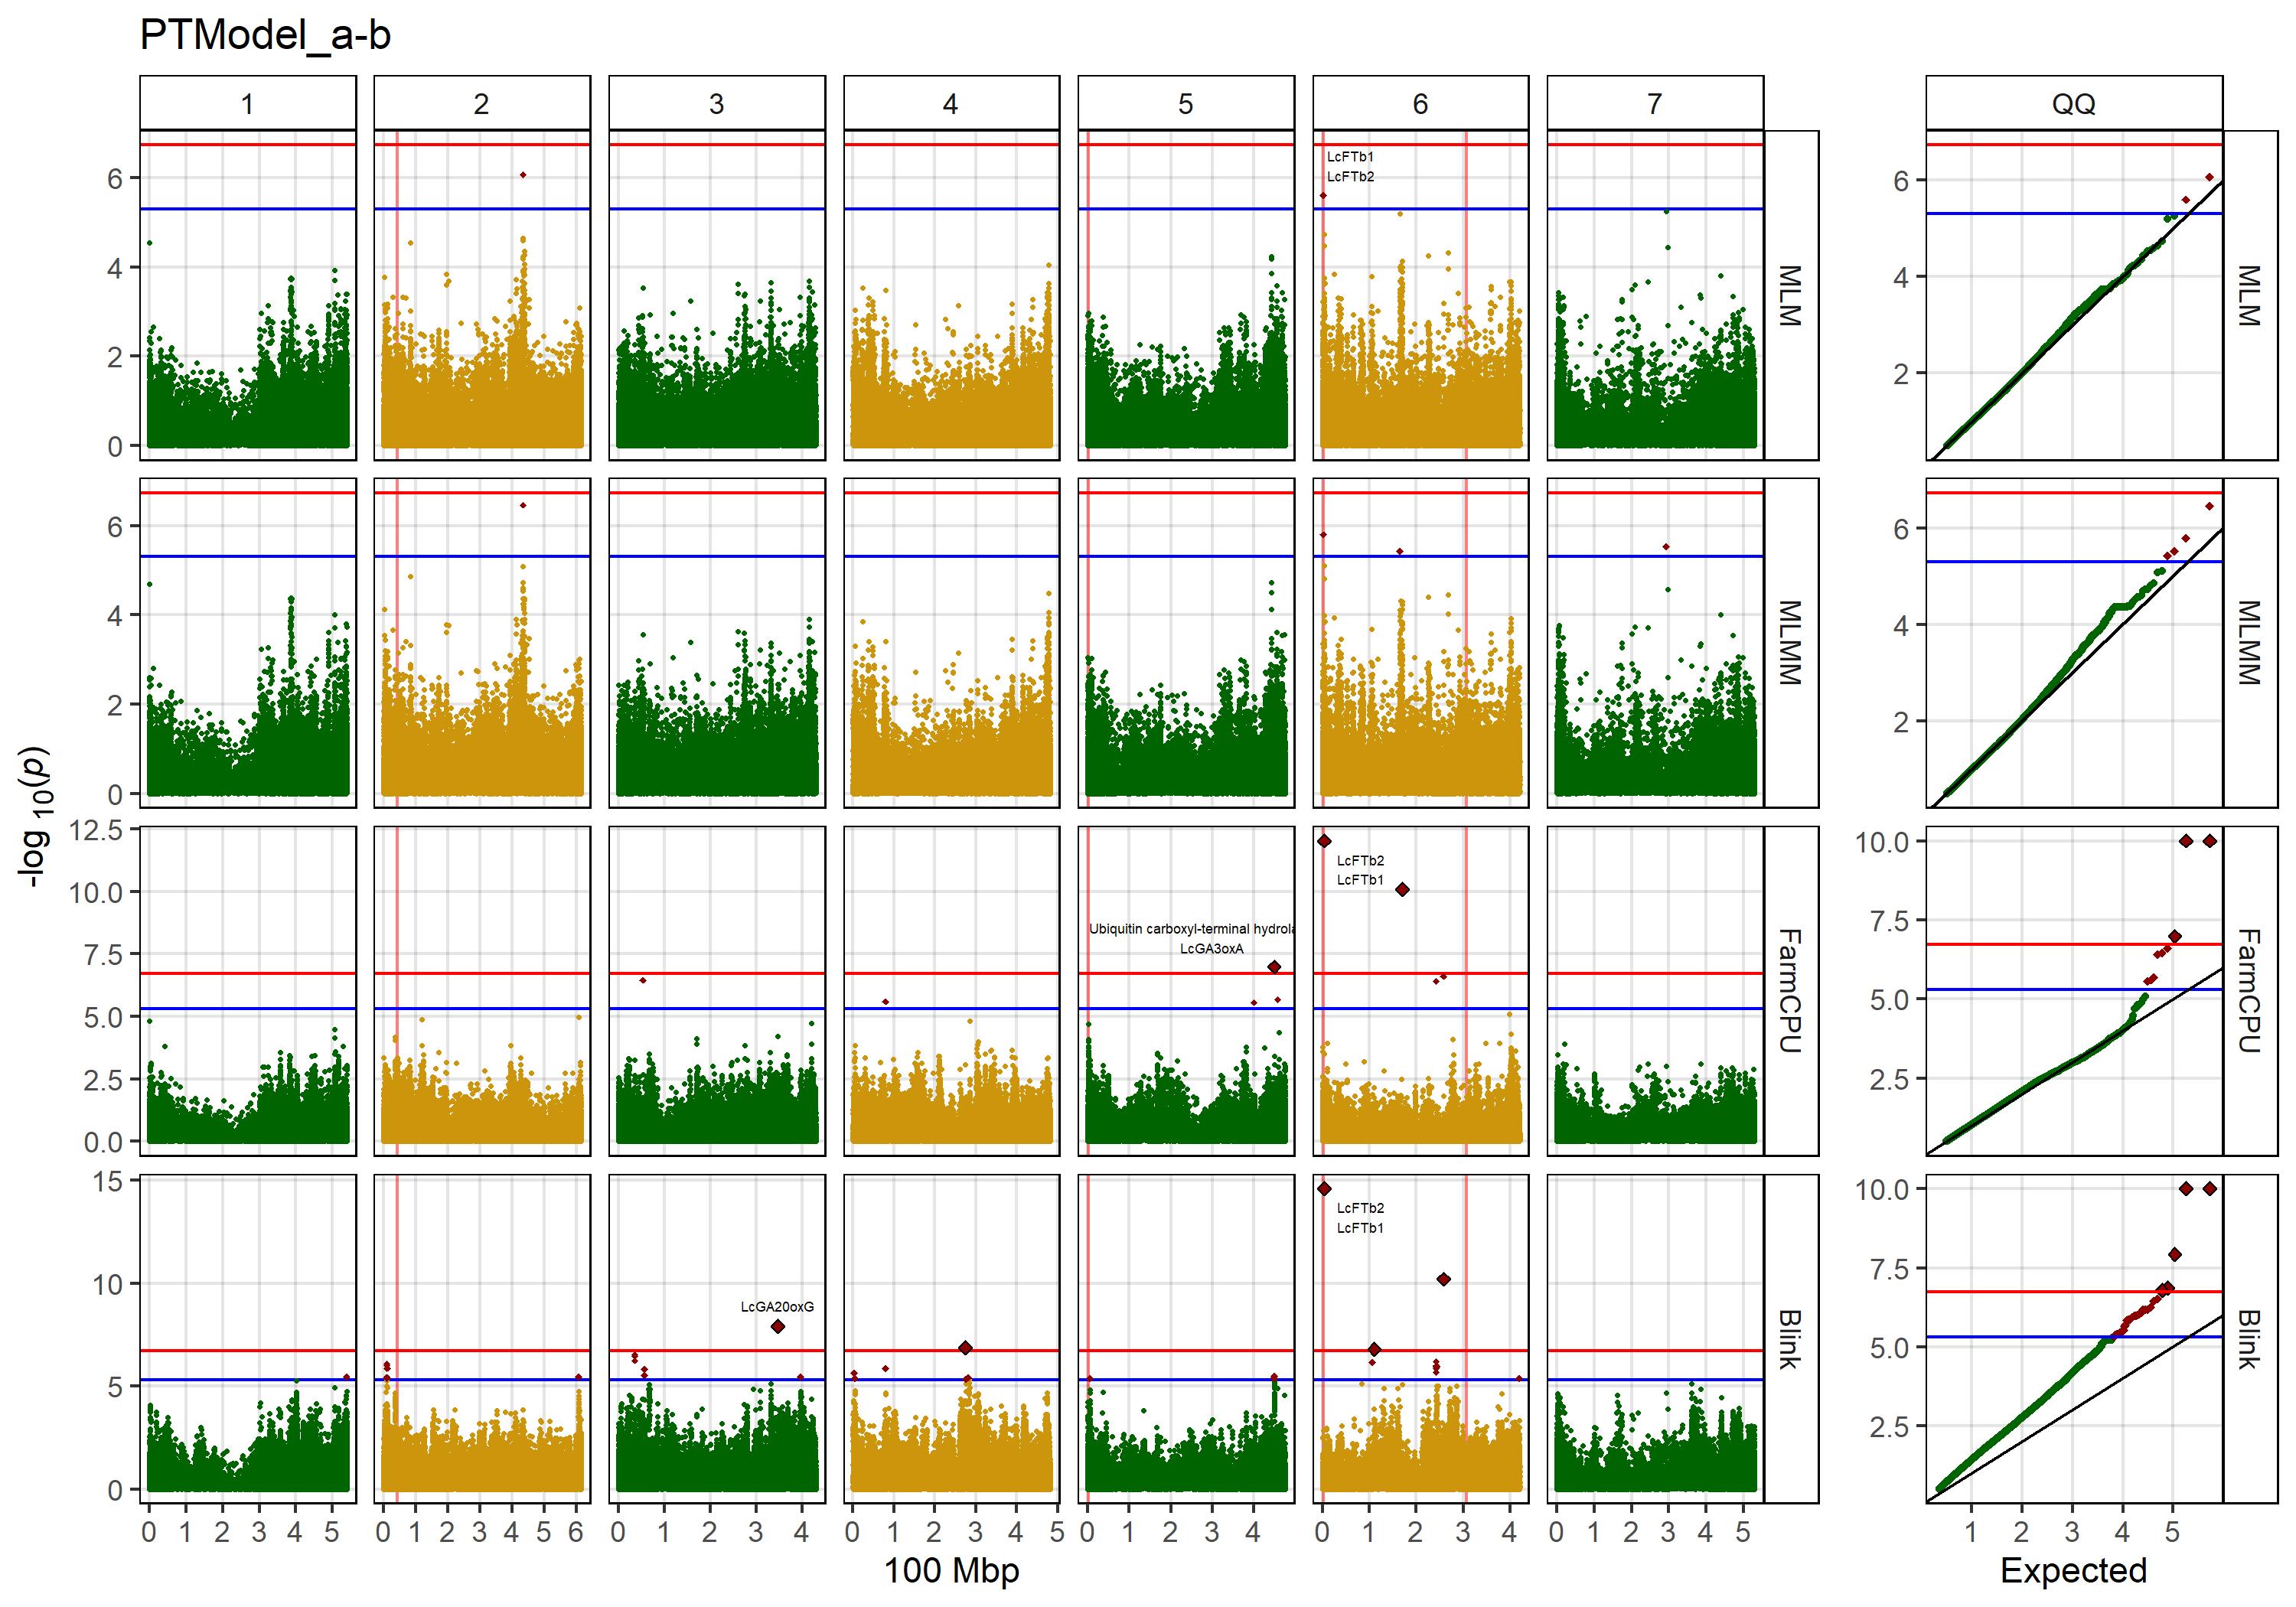 PTModel_a-b
1 2 3 4 5 6 7 QQ
6
4
2
0
LcFTb1
LcFTb2
MLM
6
4
2
MLM
6
4
2
0
MLMM
6
4
2
MLMM
-log 10(p)
12.5
10.0
7.5
5.0
2.5
0.0
Ubiquitin carboxyl-terminal hydrola
LcGA3oxA
LcFTb2
LcFTb1
FarmCPU
10.0
7.5
5.0
2.5
FarmCPU
15
10
5
0
LcGA20oxG
LcFTb2
LcFTb1
Blink
10.0
7.5
5.0
2.5
Blink
0 1 2 3 4 5 0 1 2 3 4 5 6 0 1 2 3 4 0 1 2 3 4 5 0 1 2 3 4 0 1 2 3 4 0 1 2 3 4 5 1 2 3 4 5
100 Mbp Expected